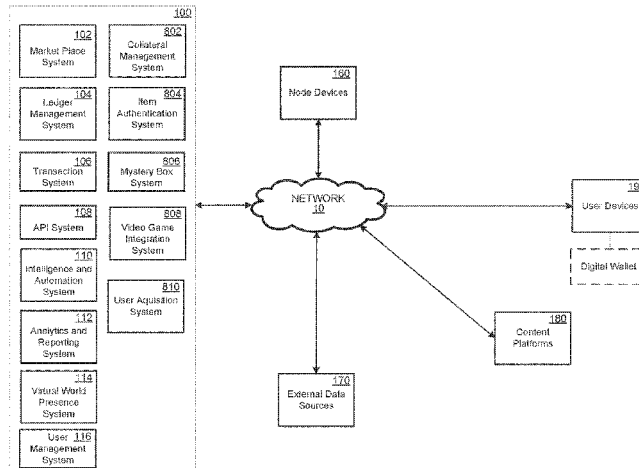 100
102
Market Place
System
802
Collateral
Management
System
104
Ledger
Management
System
804
Item
Authentication
System
106
Transection
System
806
Mystery Box
System
108
API System
808
Video Game
Integration
System
110
Intelligence and
Automation System
810
User Aquisition System
112
Analytics and
Reporting System
114
Virtual World
Presence
System
User 116
Management
System
160
Node Devices
NETWORK
10
User Devices
Digital Wallet
180
Content
Platforms
170
External Data
Sources